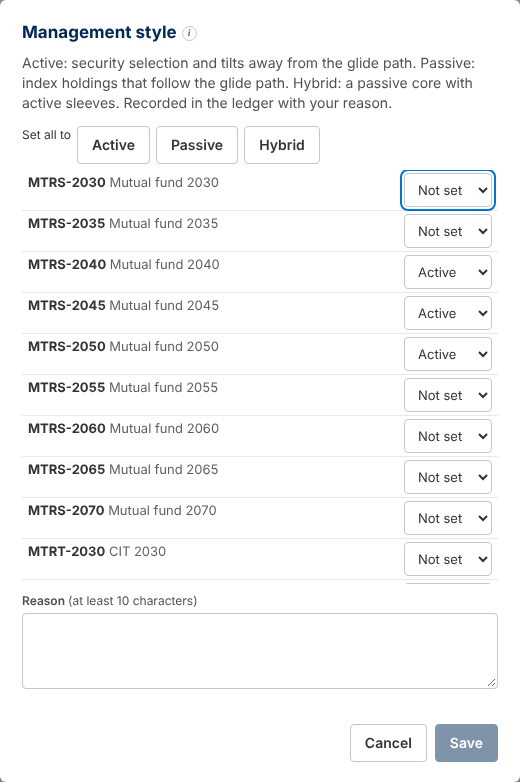 Management style i
Active: security selection and tilts away from the glide path. Passive:
index holdings that follow the glide path. Hybrid: a passive core with
active sleeves. Recorded in the ledger with your reason.
Set all to Active Passive Hybrid
MTRS-2030 Mutual fund 2030 Not set
MTRS-2035 Mutual fund 2035 Not set
MTRS-2040 Mutual fund 2040 Active
MTRS-2045 Mutual fund 2045 Active
MTRS-2050 Mutual fund 2050 Active
MTRS-2055 Mutual fund 2055 Not set
MTRS-2060 Mutual fund 2060 Not set
MTRS-2065 Mutual fund 2065 Not set
MTRS-2070 Mutual fund 2070 Not set
MTRT-2030 CIT 2030 Not set
Reason (at least 10 characters)
Cancel Save